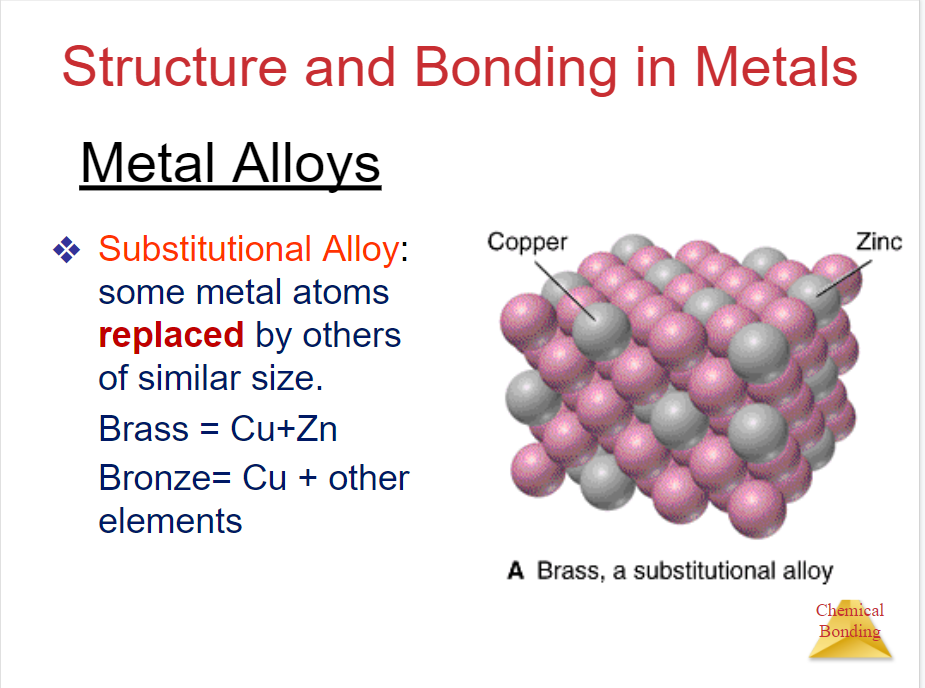 Structure and Bonding in Metals
Metal Alloys
❖ Substitutional Alloy:
some metal atoms
replaced by others
of similar size.
Brass = Cu+Zn
Bronze= Cu + other
elements
Copper
Zinc
A Brass, a substitutional alloy
Chemical
Bonding